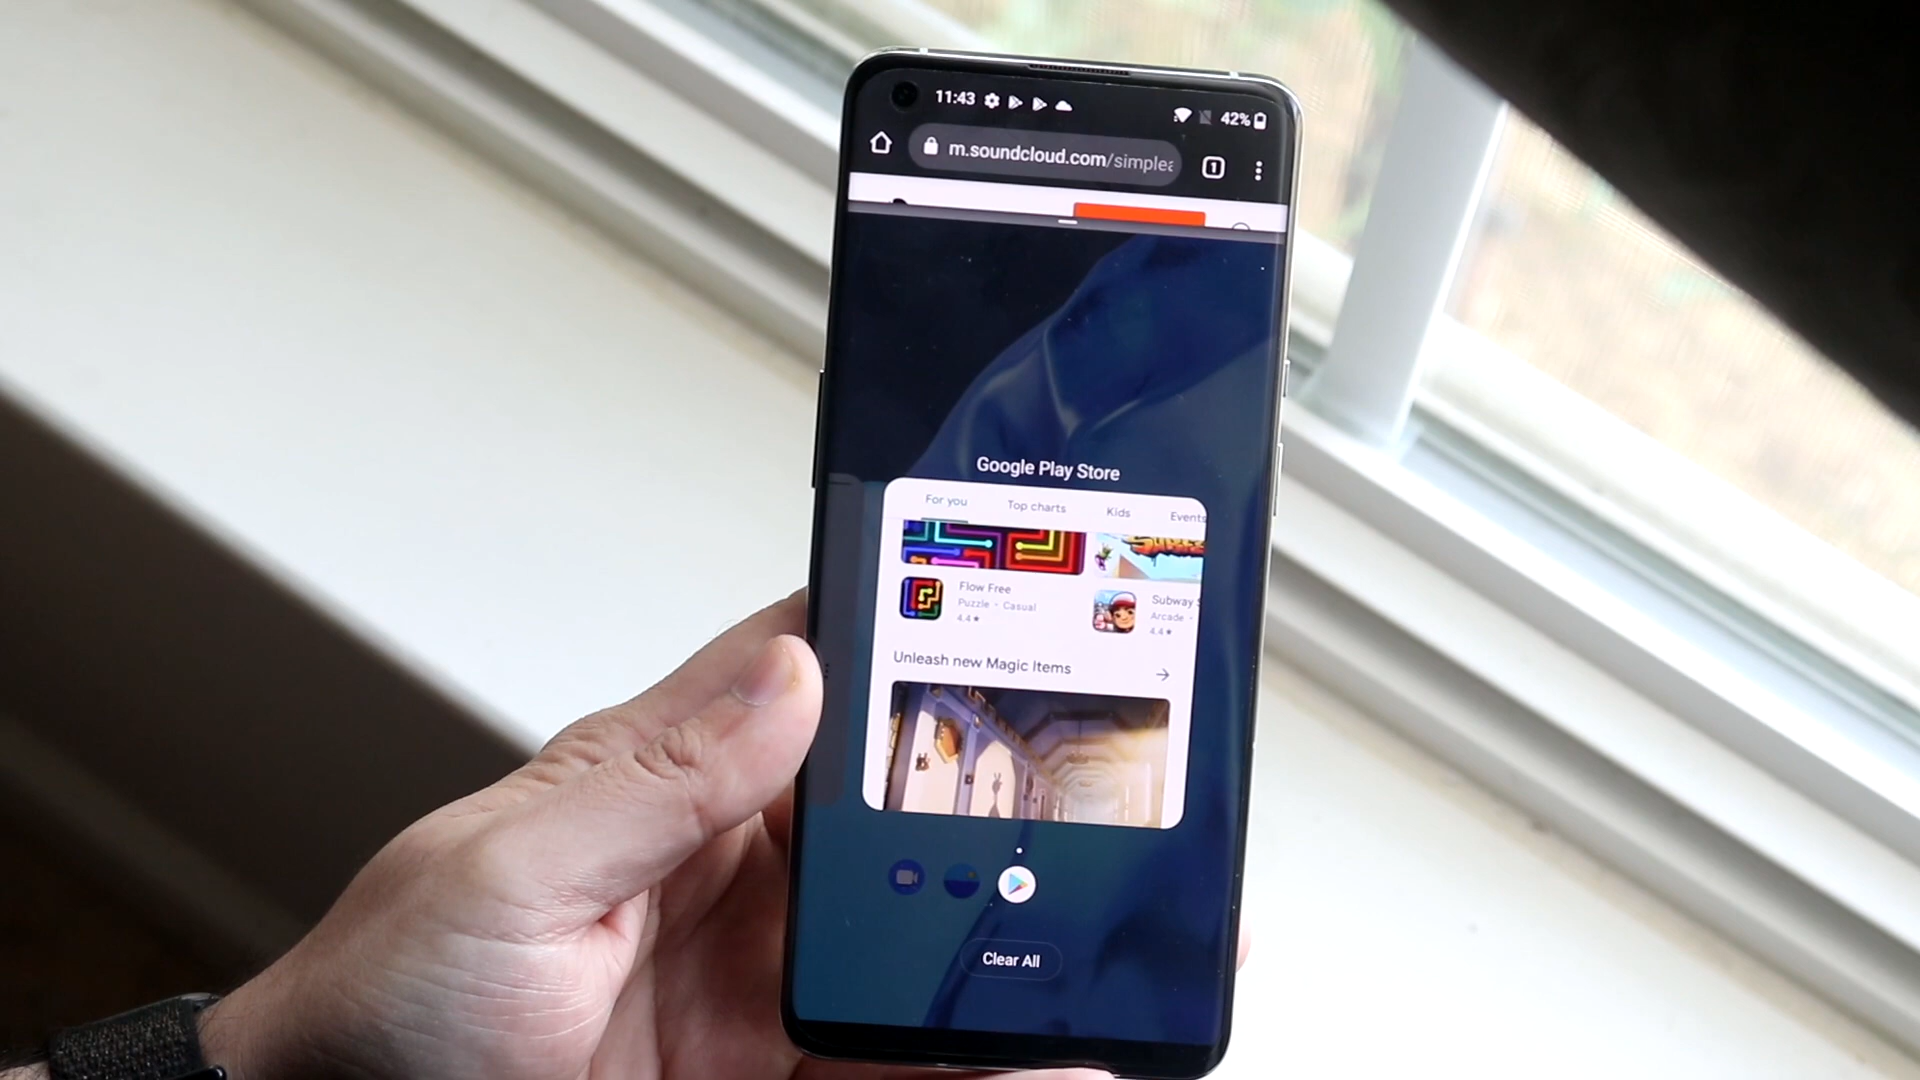 11:43
42%
m.soundcloud.com/simplea
1
Google Play Store
For you Top charts Kids Events
Flow Free
Puzzle • Casual
4.4★
Subway S
Arcade •
4.4★
Unleash new Magic Items →
Clear All